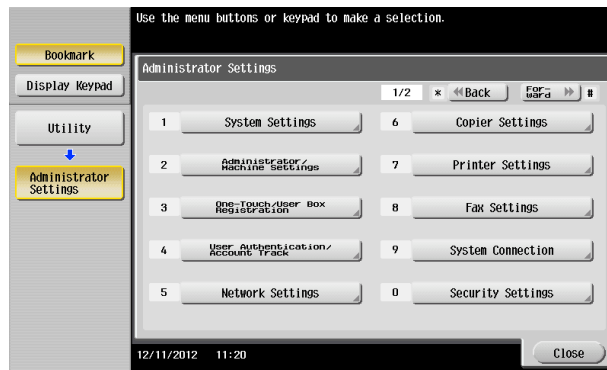 Use the menu buttons or keypad to make a selection.
Bookmark
Display Keypad
Utility
Administrator
Settings
Administrator Settings
1/2 * Back For-
ward #
1 System Settings
2 Administrator/
Machine Settings
3 One-Touch/User Box
Registration
4 User Authentication/
Account Track
5 Network Settings
6 Copier Settings
7 Printer Settings
8 Fax Settings
9 System Connection
0 Security Settings
12/11/2012 11:20
Close